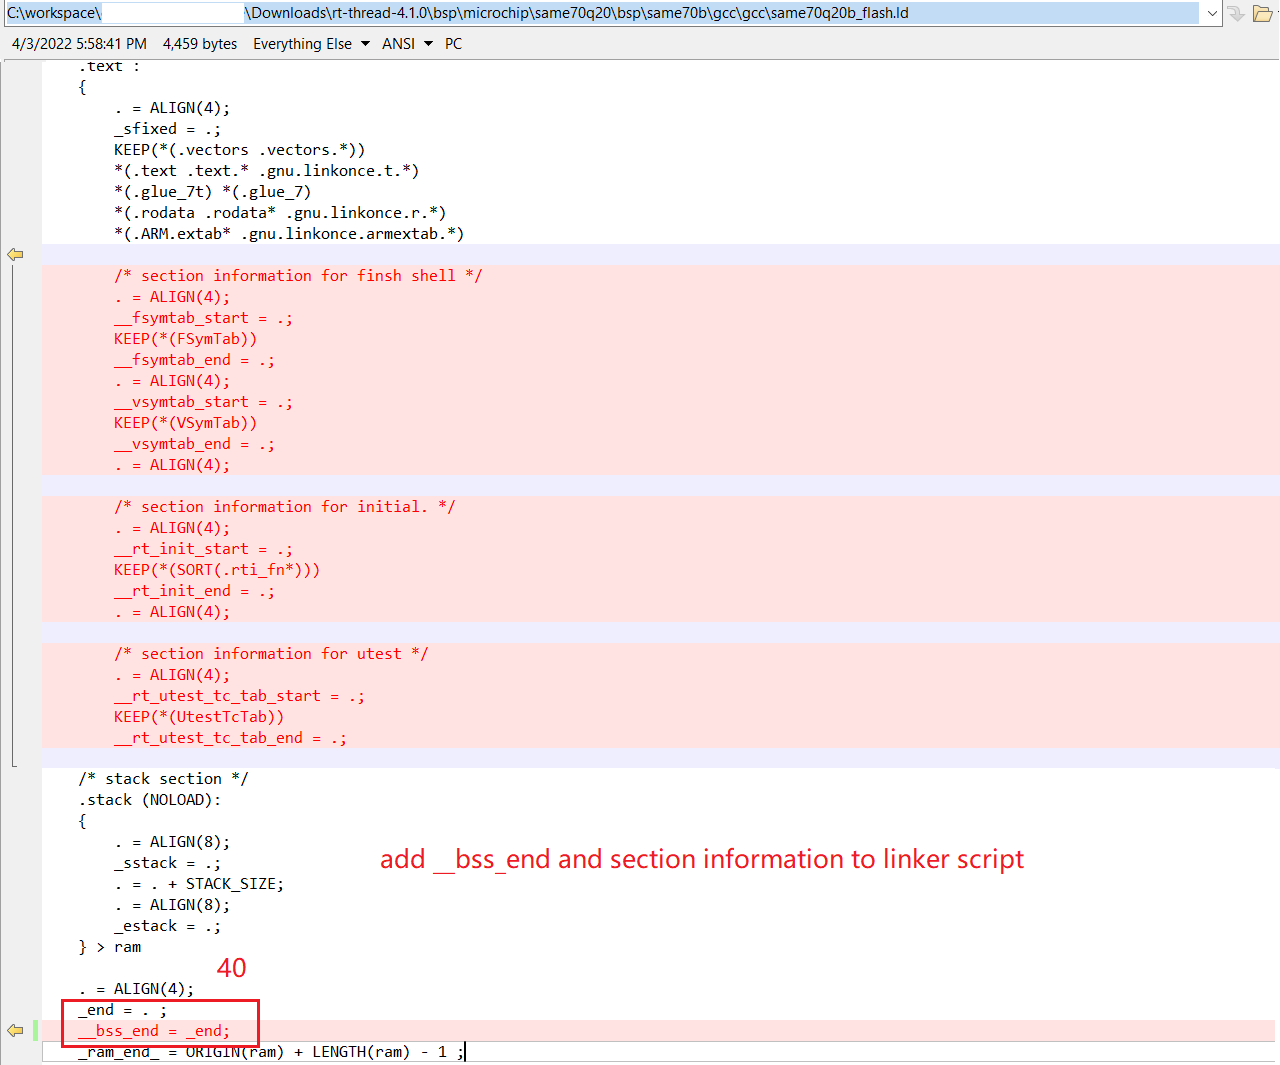 C:\workspace\ \Downloads\rt-thread-4.1.0\bsp\microchip\same70q20\bsp\same70b\gcc\gcc\same70q20b_flash.ld
4/3/2022 5:58:41 PM 4,459 bytes Everything Else ANSI PC
.text :
{
. = ALIGN(4);
_sfixed = .;
KEEP(*(.vectors .vectors.*))
*(.text .text.* .gnu.linkonce.t.*)
*(.glue_7t) *(.glue_7)
*(.rodata .rodata* .gnu.linkonce.r.*)
*(.ARM.extab* .gnu.linkonce.armextab.*)
/* section information for finsh shell */
. = ALIGN(4);
__fsymtab_start = .;
KEEP(*(FSymTab))
__fsymtab_end = .;
. = ALIGN(4);
__vsymtab_start = .;
KEEP(*(VSymTab))
__vsymtab_end = .;
. = ALIGN(4);
/* section information for initial. */
. = ALIGN(4);
__rt_init_start = .;
KEEP(*(SORT(.rti_fn*)))
__rt_init_end = .;
. = ALIGN(4);
/* section information for utest */
. = ALIGN(4);
__rt_utest_tc_tab_start = .;
KEEP(*(UtestTcTab))
__rt_utest_tc_tab_end = .;
/* stack section */
.stack (NOLOAD):
{
. = ALIGN(8);
_sstack = .;
. = . + STACK_SIZE;
. = ALIGN(8);
_estack = .;
} > ram
add __bss_end and section information to linker script
40
. = ALIGN(4);
_end = . ;
__bss_end = _end;
_ram_end_ = ORIGIN(ram) + LENGTH(ram) - 1 ;